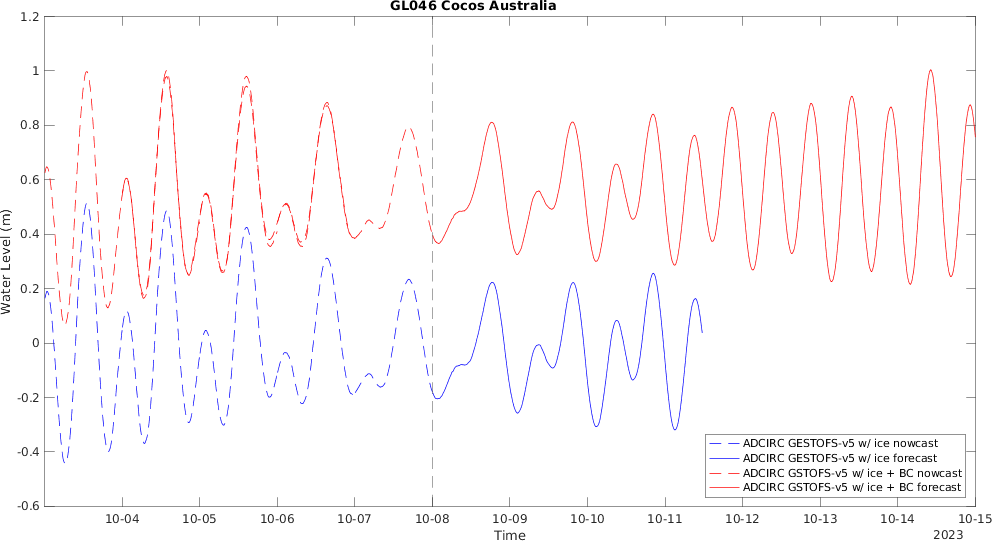 GL046 Cocos Australia
1.2
1
0.8
0.6
0.4
0.2
0
-0.2
-0.4
-0.6
Water Level (m)
10-04 10-05 10-06 10-07 10-08 10-09 10-10 10-11 10-12 10-13 10-14 10-15
Time
2023
ADCIRC GESTOFS-v5 w/ ice nowcast
ADCIRC GESTOFS-v5 w/ ice forecast
ADCIRC GSTOFS-v5 w/ ice + BC nowcast
ADCIRC GSTOFS-v5 w/ ice + BC forecast